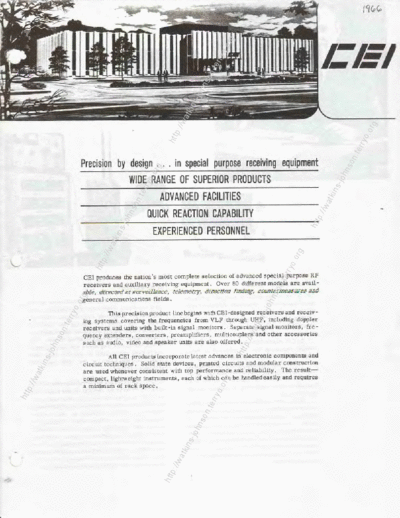 1966
CEI
Precision by design . . . in special purpose receiving equipment
WIDE RANGE OF SUPERIOR PRODUCTS
ADVANCED FACILITIES
QUICK REACTION CAPABILITY
EXPERIENCED PERSONNEL
CEI produces the nation's most complete selection of advanced special purpose RF
receivers and auxiliary receiving equipment. Over 80 different models are avail-
able, directed at surveillance, telemetry, direction finding, countermeasures and
general communications fields.
This precision product line begins with CEI-designed receivers and receiv-
ing systems covering the frequencies from VLF through UHF, including doppler
receivers and units with built-in signal monitors. Separate signal monitors, fre-
quency extenders, converters, preamplifiers, multicouplers and other accessories
such as audio, video and speaker units are also offered.
All CEI products incorporate latest advances in electronic components and
circuit techniques. Solid state devices, printed circuits and modular construction
are used whenever consistent with top performance and reliability. The result—
compact, lightweight instruments, each of which can be handled easily and requires
a minimum of rack space.